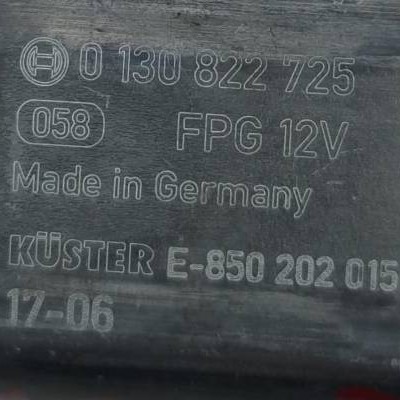 0 130 822 725
058 FPG 12V
Made in Germany
KÜSTER E-850 202 015
17-06